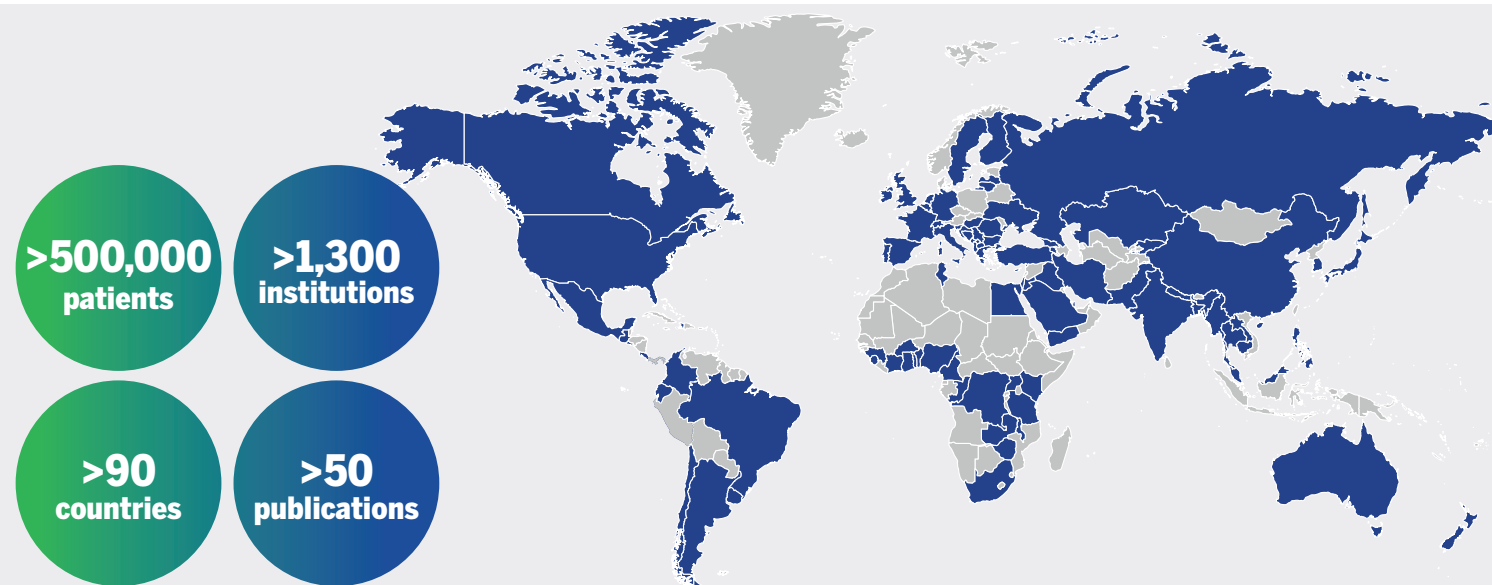 >500,000
patients
>1,300
institutions
>90
countries
>50
publications